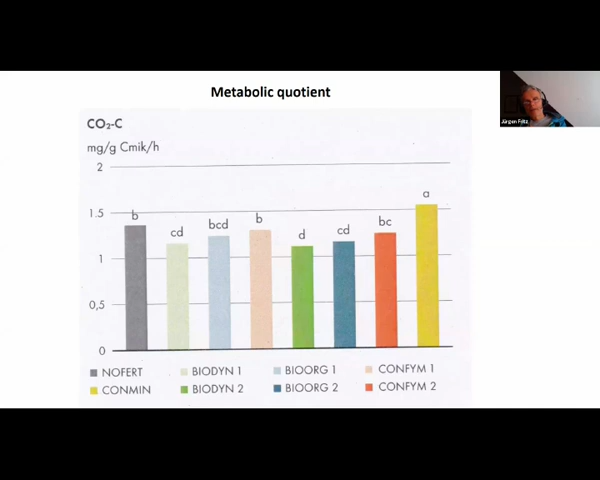 Metabolic quotient
Jürgen Fritz
CO₂-C
mg/g Cmik/h
2
1.5
1
0,5
0
b
cd
bcd
b
d
cd
bc
a
NOFERT
BIODYN 1
BIOORG 1
CONFYM 1
CONMIN
BIODYN 2
BIOORG 2
CONFYM 2